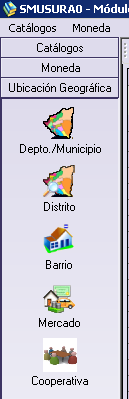 SMUSURA0 - Módul
Catálogos Moneda
Catálogos
Moneda
Ubicación Geográfica
Depto./Municipio
Distrito
Barrio
Mercado
Cooperativa